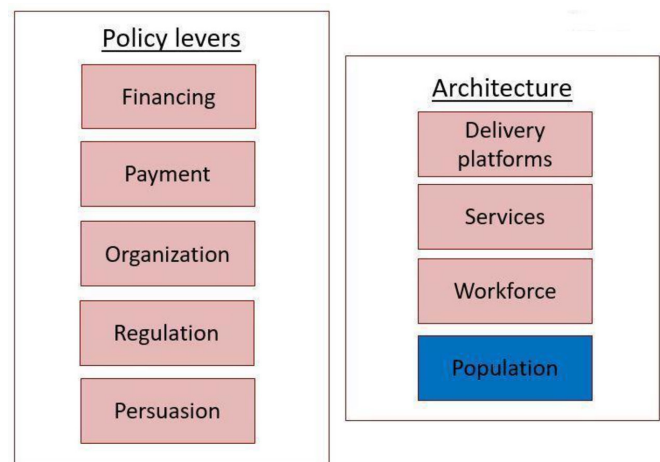 Policy levers
Financing
Payment
Organization
Regulation
Persuasion
Architecture
Delivery
platforms
Services
Workforce
Population